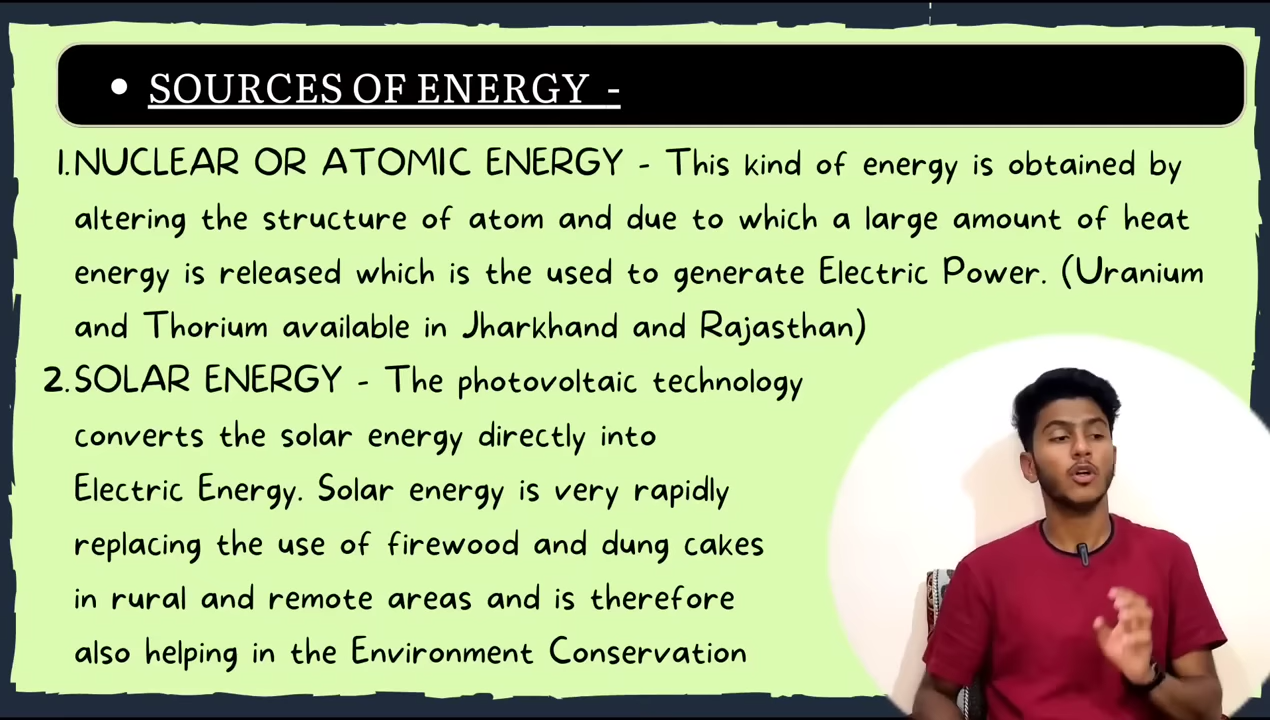 • SOURCES OF ENERGY -
1. NUCLEAR OR ATOMIC ENERGY - This kind of energy is obtained by
altering the structure of atom and due to which a large amount of heat
energy is released which is the used to generate Electric Power. (Uranium
and Thorium available in Jharkhand and Rajasthan)
2. SOLAR ENERGY - The photovoltaic technology
converts the solar energy directly into
Electric Energy. Solar energy is very rapidly
replacing the use of firewood and dung cakes
in rural and remote areas and is therefore
also helping in the Environment Conservation